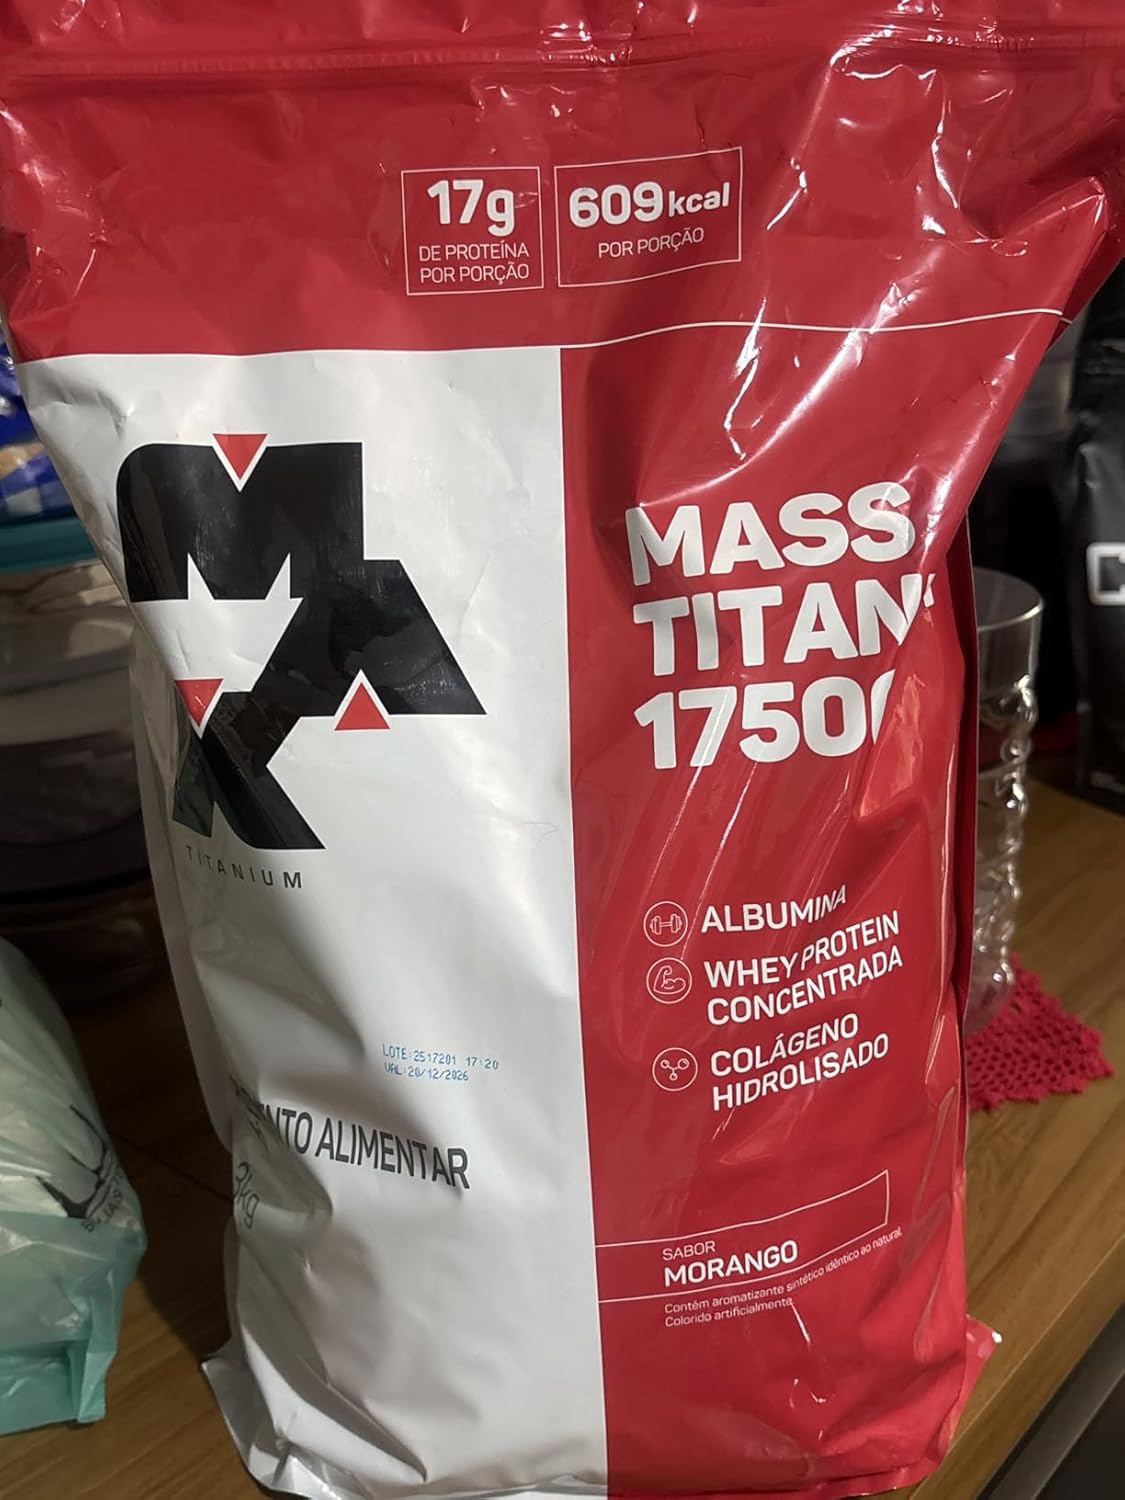 17g
DE PROTEÍNA
POR PORÇÃO
609kcal
POR PORÇÃO
MAX
TITANIUM
MASS
TITAN
1750
ALBUMINA
WHEY PROTEIN
CONCENTRADA
COLÁGENO
HIDROLISADO
LOTE:2517201 17:20
VAL:20/12/2026
NTO ALIMENTAR
3kg
SABOR
MORANGO
Contém aromatizante sintético idêntico ao natural.
Colorido artificialmente.